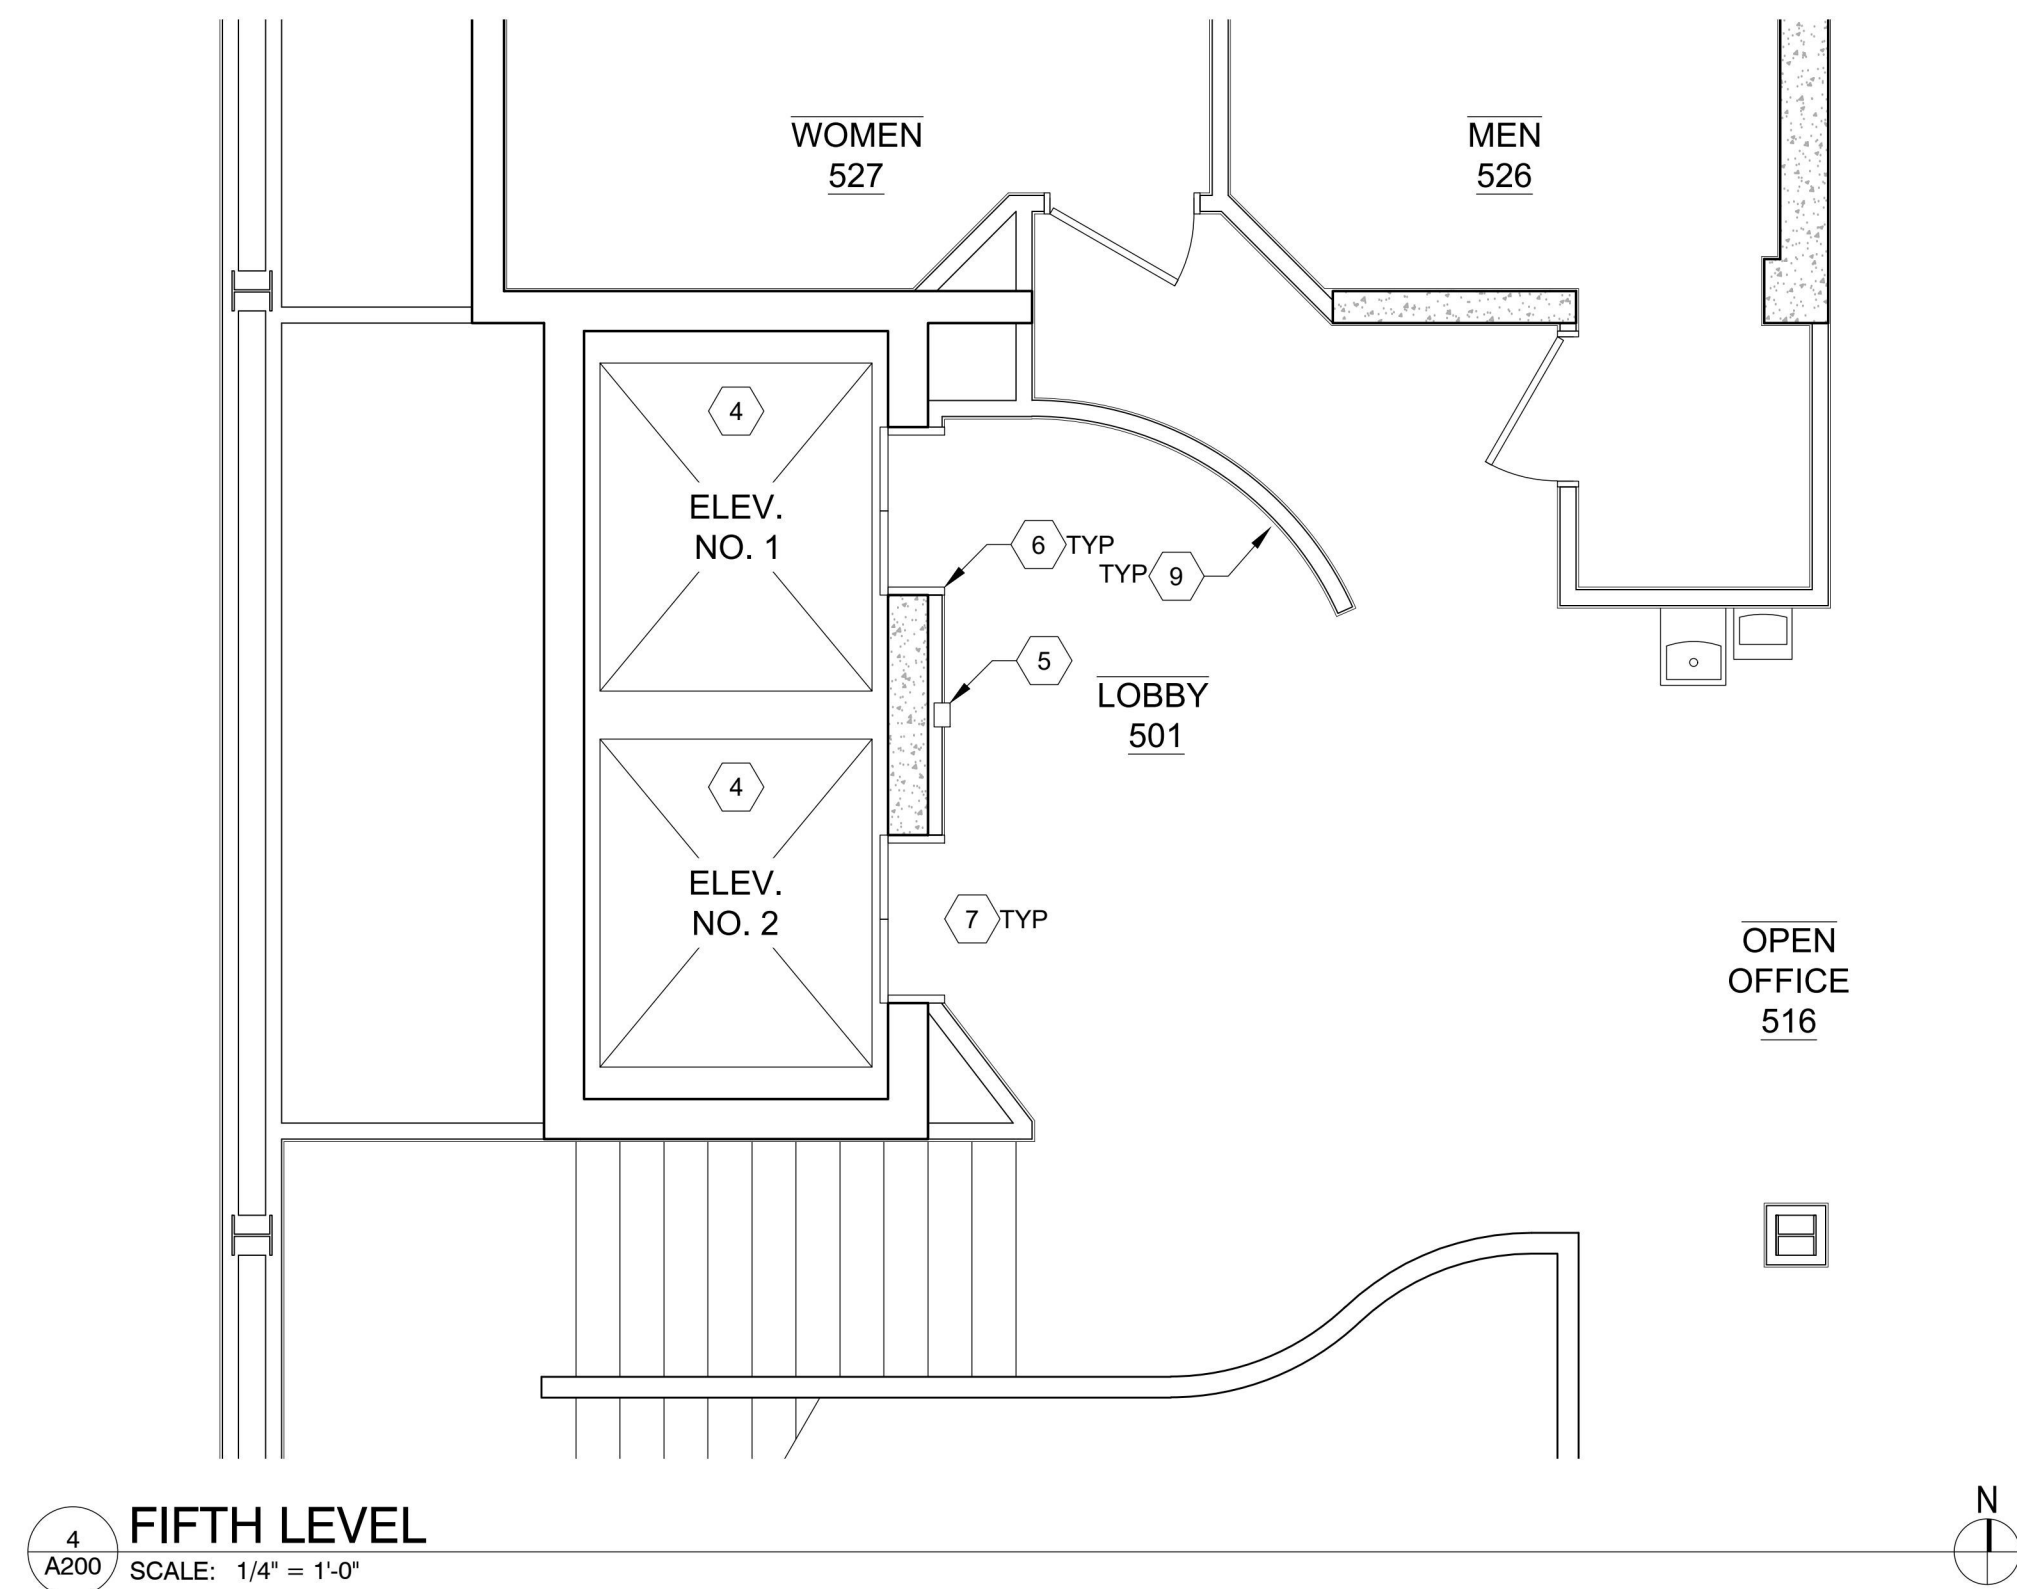 WOMEN
527
MEN
526
4
ELEV.
NO. 1
6 TYP
TYP 9
5
LOBBY
501
4
ELEV.
NO. 2
7 TYP
OPEN
OFFICE
516
N
4
A200
FIFTH LEVEL
SCALE: 1/4" = 1'-0"